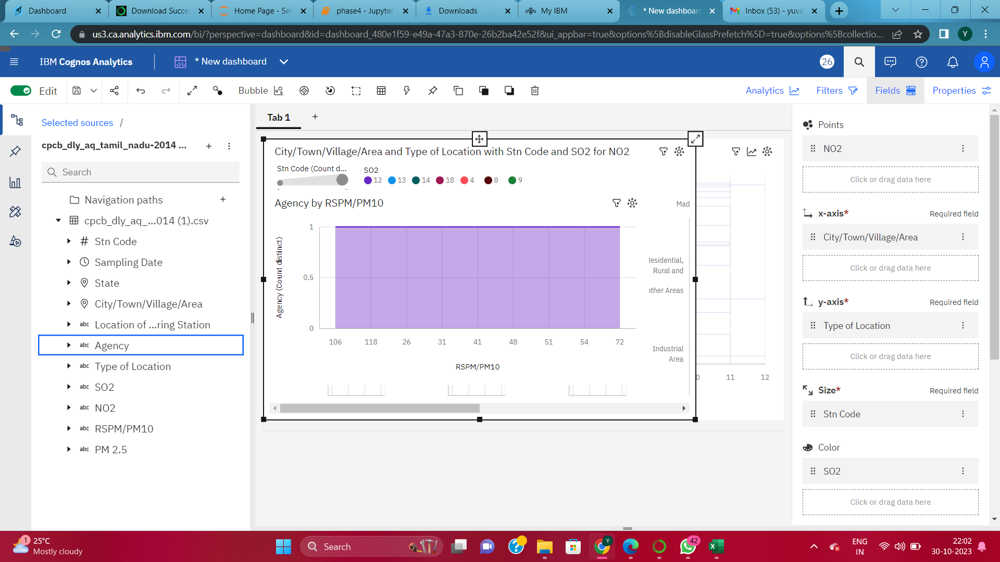 Dashboard
Download Succe
Home Page - Sel
phase4 - Jupyter
Downloads
My IBM
* New dashboard
Inbox (53) - yuva
us3.ca.analytics.ibm.com/bi/?perspective=dashboard&id=dashboard_480e1f59-e49a-47a3-870e-26b2ba42e52f&ui_appbar=true&options%5BdisableGlassPrefetch%5D=true&options%5Bcollectio...
Y
IBM Cognos Analytics
* New dashboard
26
Edit
Bubble
Analytics
Filters
Fields
Properties
Selected sources /
cpcb_dly_aq_tamil_nadu-2014 ...
Search
Navigation paths
cpcb_dly_aq_...014 (1).csv
# Stn Code
Sampling Date
State
City/Town/Village/Area
abc Location of ...ring Station
abc Agency
abc Type of Location
abc SO2
abc NO2
abc RSPM/PM10
abc PM 2.5
Tab 1
City/Town/Village/Area and Type of Location with Stn Code and SO2 for NO2
Stn Code (Count d...
SO2
12 13 14 18 4 8 9
Agency by RSPM/PM10
Mad
Agency (Count distinct)
1
0.5
0
106 118 26 31 41 48 51 54 72
RSPM/PM10
Residential,
Rural and
other Areas
Industrial
Area
0 11 12
Points
NO2
Click or drag data here
x-axis* Required field
City/Town/Village/Area
Click or drag data here
y-axis* Required field
Type of Location
Click or drag data here
Size* Required field
Stn Code
Color
SO2
Click or drag data here
1
25°C
Mostly cloudy
Search
Y
42
ENG
IN
22:02
30-10-2023